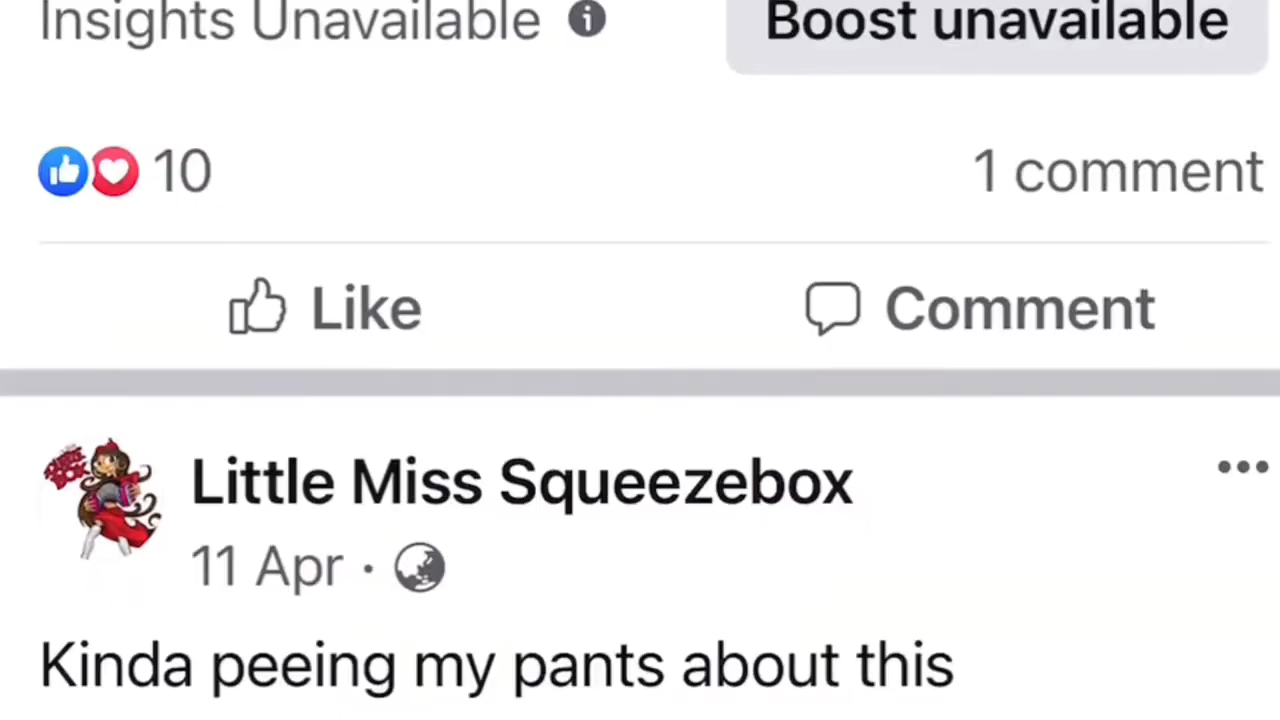 Insights Unavailable
Boost unavailable
10
1 comment
Like
Comment
Little Miss Squeezebox
11 Apr ·
Kinda peeing my pants about this